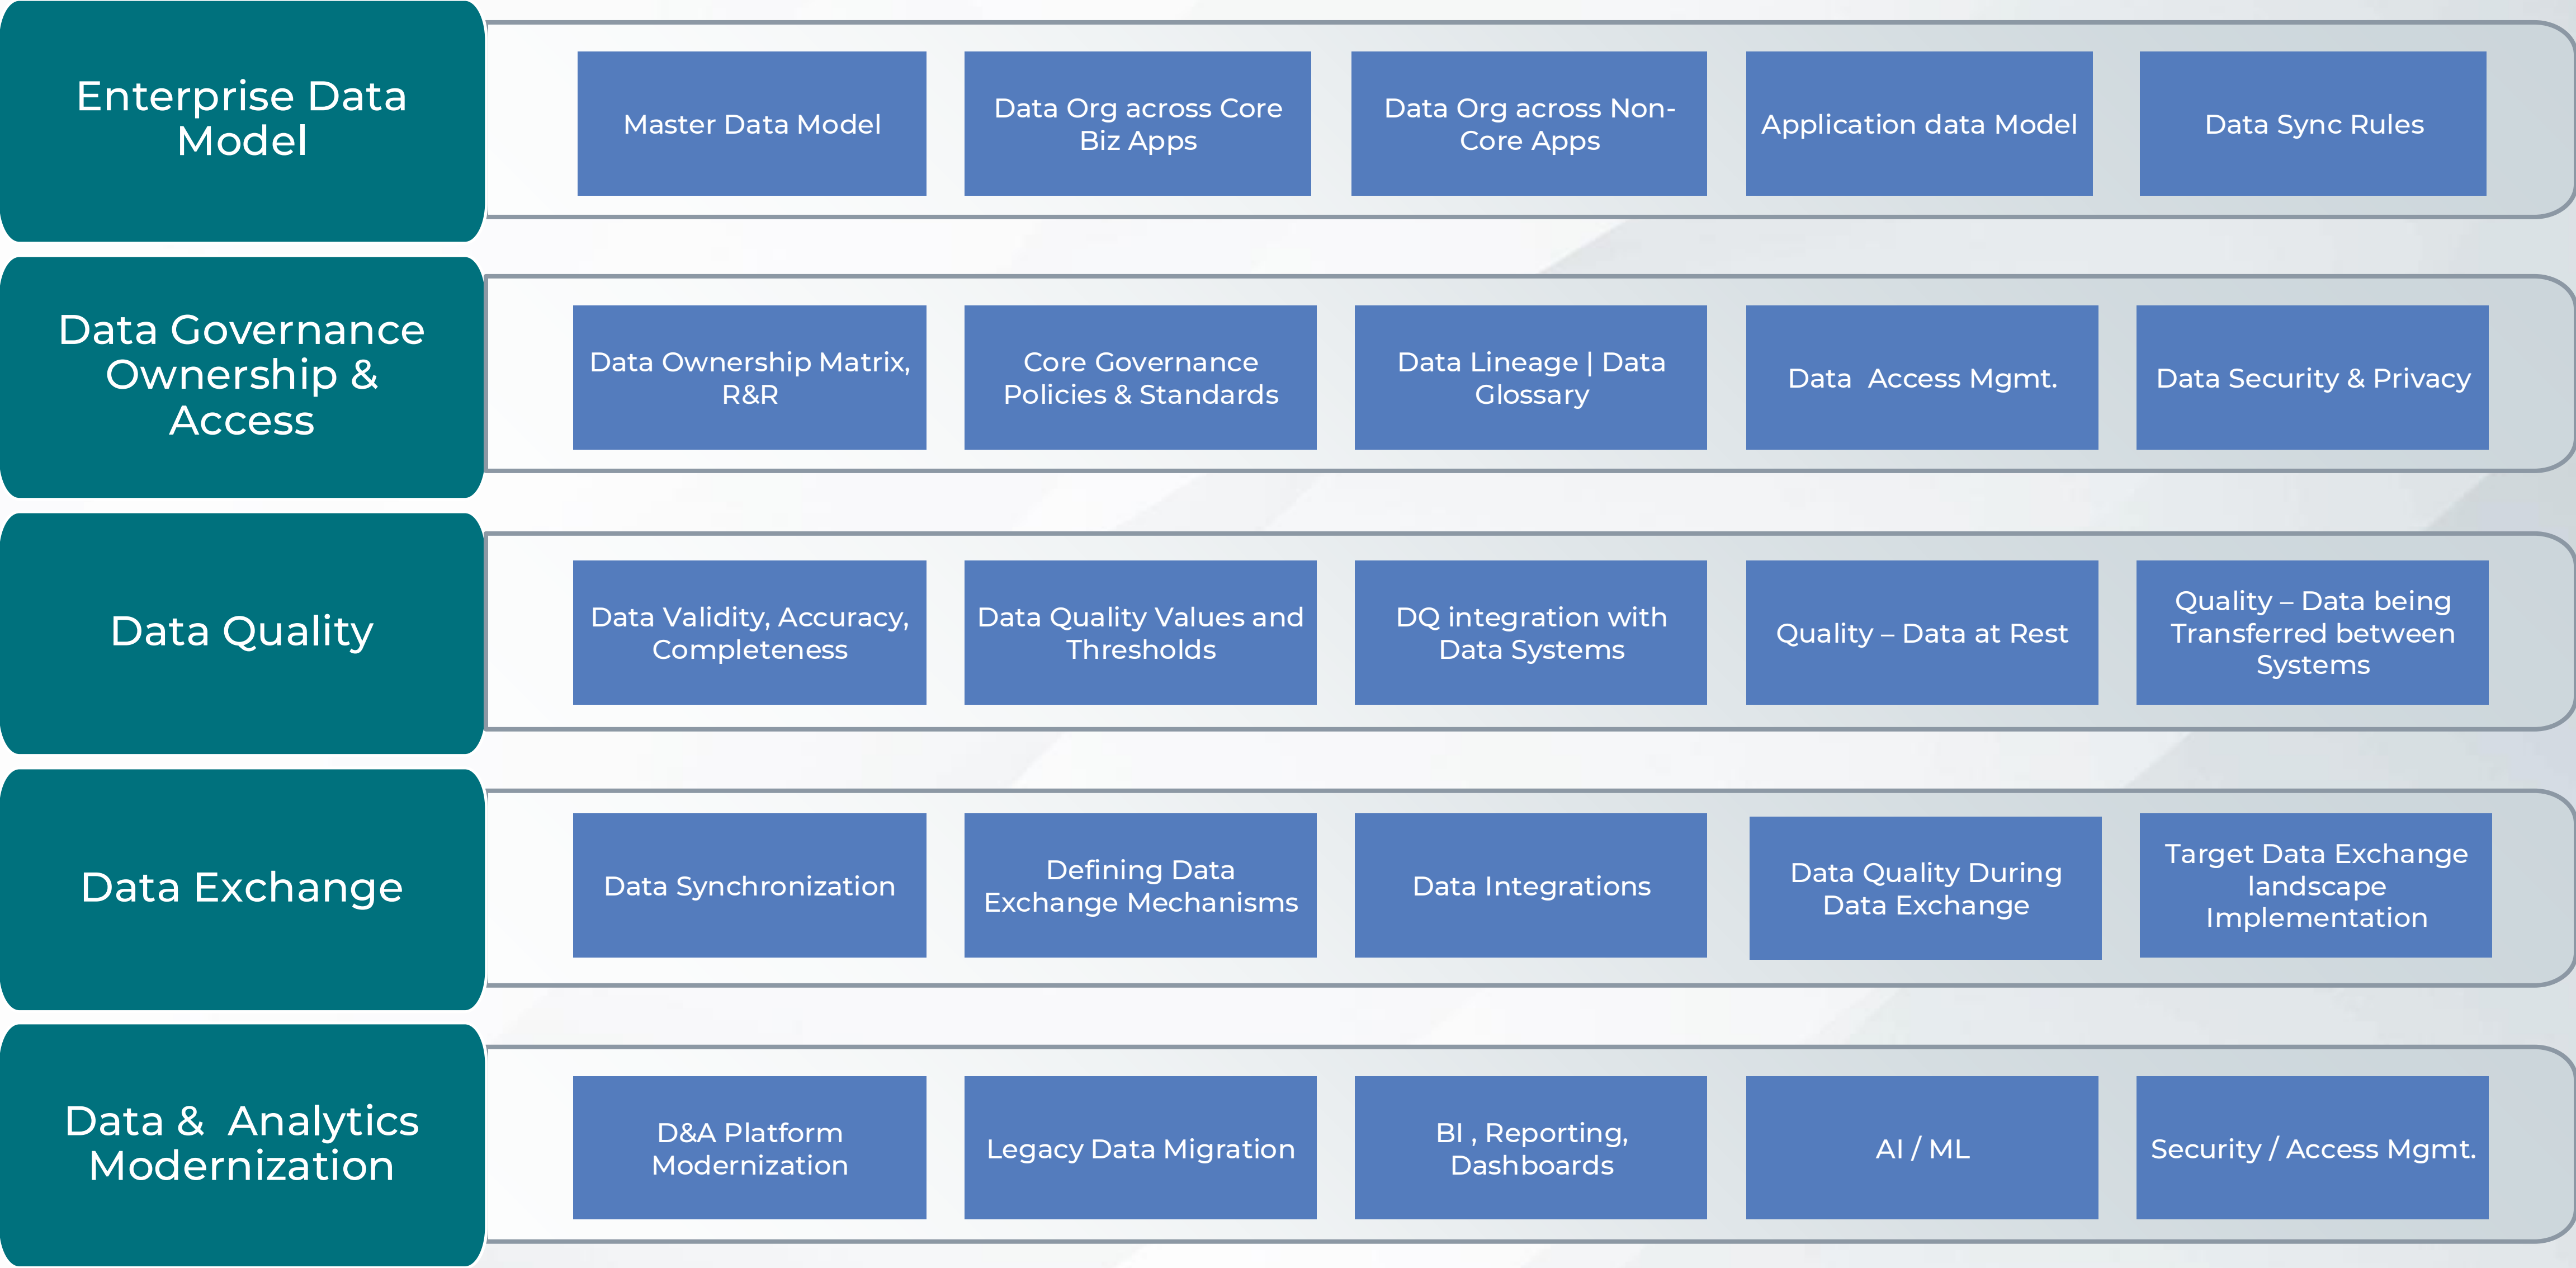 Enterprise Data
Model
Master Data Model
Data Org across Core
Biz Apps
Data Org across Non-
Core Apps
Application data Model
Data Sync Rules
Data Governance
Ownership &
Access
Data Ownership Matrix,
R&R
Core Governance
Policies & Standards
Data Lineage | Data
Glossary
Data  Access Mgmt.
Data Security & Privacy
Data Quality
Data Validity, Accuracy,
Completeness
Data Quality Values and
Thresholds
DQ integration with
Data Systems
Quality – Data at Rest
Quality – Data being
Transferred between
Systems
Data Exchange
Data Synchronization
Defining Data
Exchange Mechanisms
Data Integrations
Data Quality During
Data Exchange
Target Data Exchange
landscape
Implementation
Data &  Analytics
Modernization
D&A Platform
Modernization
Legacy Data Migration
BI , Reporting,
Dashboards
AI / ML
Security / Access Mgmt.